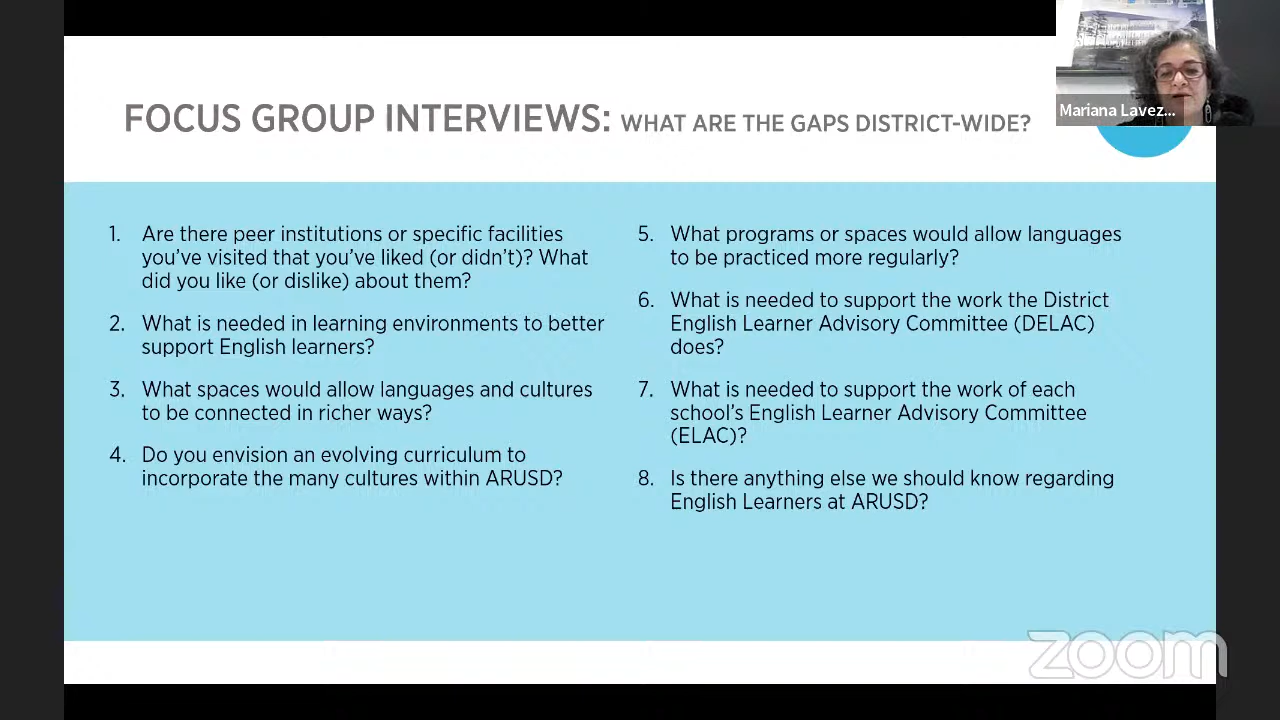 FOCUS GROUP INTERVIEWS: WHAT ARE THE GAPS DISTRICT-WIDE?
Mariana Lavez...
1. Are there peer institutions or specific facilities
you’ve visited that you’ve liked (or didn’t)? What
did you like (or dislike) about them?
2. What is needed in learning environments to better
support English learners?
3. What spaces would allow languages and cultures
to be connected in richer ways?
4. Do you envision an evolving curriculum to
incorporate the many cultures within ARUSD?
5. What programs or spaces would allow languages
to be practiced more regularly?
6. What is needed to support the work the District
English Learner Advisory Committee (DELAC)
does?
7. What is needed to support the work of each
school’s English Learner Advisory Committee
(ELAC)?
8. Is there anything else we should know regarding
English Learners at ARUSD?
zoom